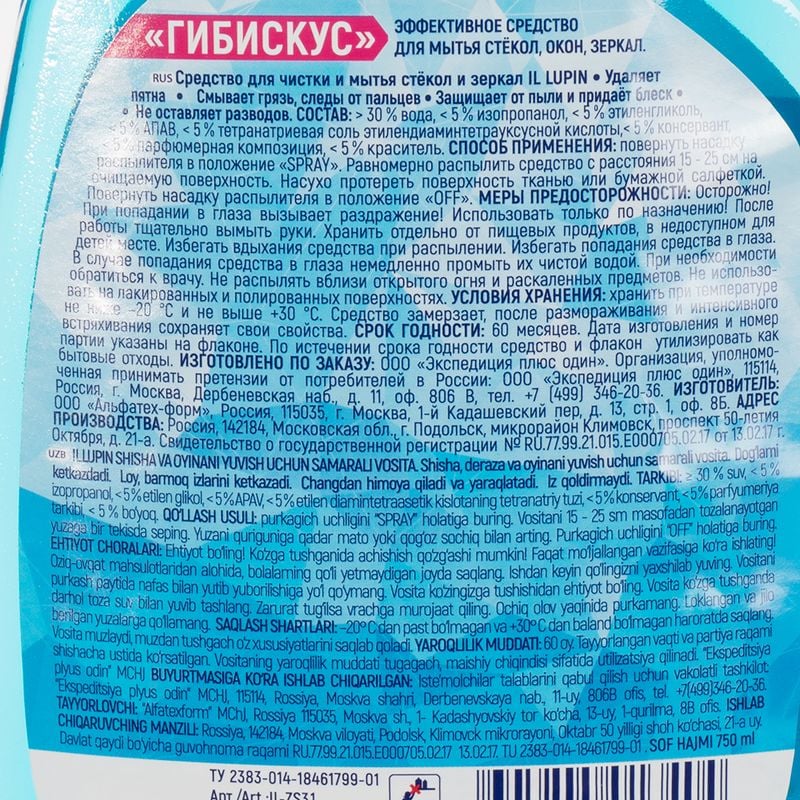 «ГИБИСКУС»
ЭФФЕКТИВНОЕ СРЕДСТВО
ДЛЯ МЫТЬЯ СТЁКОЛ, ОКОН, ЗЕРКАЛ.
RUS Средство для чистки и мытья стёкол и зеркал IL LUPIN • Удаляет
пятна • Смывает грязь, следы от пальцев • Защищает от пыли и придаёт блеск •
• Не оставляет разводов. СОСТАВ: > 30 % вода, < 5 % изопропанол, < 5 % этиленгликоль,
< 5 % АПАВ, < 5 % тетранатриевая соль этилендиаминтетрауксусной кислоты,< 5 % консервант,
< 5 % парфюмерная композиция, < 5 % краситель. СПОСОБ ПРИМЕНЕНИЯ: повернуть насадку
распылителя в положение «SPRAY». Равномерно распылить средство с расстояния 15 - 25 см на
очищаемую поверхность. Насухо протереть поверхность тканью или бумажной салфеткой.
Повернуть насадку распылителя в положение «OFF». МЕРЫ ПРЕДОСТОРОЖНОСТИ: Осторожно!
При попадании в глаза вызывает раздражение! Использовать только по назначению! После
работы тщательно вымыть руки. Хранить отдельно от пищевых продуктов, в недоступном для
детей месте. Избегать вдыхания средства при распылении. Избегать попадания средства в глаза.
В случае попадания средства в глаза немедленно промыть их чистой водой. При необходимости
обратиться к врачу. Не распылять вблизи открытого огня и раскаленных предметов. Не использо-
вать на лакированных и полированных поверхностях. УСЛОВИЯ ХРАНЕНИЯ: хранить при температуре
не ниже –20 °C и не выше +30 °C. Средство замерзает, после размораживания и интенсивного
встряхивания сохраняет свои свойства. СРОК ГОДНОСТИ: 60 месяцев. Дата изготовления и номер
партии указаны на флаконе. По истечении срока годности средство и флакон утилизировать как
бытовые отходы. ИЗГОТОВЛЕНО ПО ЗАКАЗУ: ООО «Экспедиция плюс один». Организация, уполномо-
ченная принимать претензии от потребителей в России: ООО «Экспедиция плюс один», 115114,
Россия, г. Москва, Дербеневская наб., д. 11, оф. 806 В, тел. +7 (499) 346-20-36. ИЗГОТОВИТЕЛЬ:
ООО «Альфатех-форм», Россия, 115035, г. Москва, 1-й Кадашевский пер, д. 13, стр. 1, оф. 8Б. АДРЕС
ПРОИЗВОДСТВА: Россия, 142184, Московская обл., г. Подольск, микрорайон Климовск, проспект 50-летия
Октября, д. 21-а. Свидетельство о государственной регистрации № RU.77.99.21.015.E000705.02.17 от 13.02.17 г.
UZB IL LUPIN SHISHA VA OYINANI YUVISH UCHUN SAMARALI VOSITA. Shisha, deraza va oyinani yuvish uchun samarali vosita. Dog'larni
ketkazdadi. Loy, barmoq izlarini ketkazadi. Changdan himoya qiladi va yaraqlatadi. Iz qoldirmaydi. TARKIBI: ≥ 30 % suv, < 5 %
izopropanol, < 5 % etilen glikol, < 5 % APAV, < 5 % etilen diamintetraasetik kislotaning tetranatriy tuzi, < 5 % konservant, < 5 % parfyumeriya
tarkibi, < 5 % bo'yoq. QO'LLASH USULI: purkagich uchligini "SPRAY" holatiga buring. Vositani 15 - 25 sm masofadan tozalanayotgan
yuzaga bir tekisda seping. Yuzani quriguniga qadar mato yoki qog'oz sochiq bilan arting. Purkagich uchligini "OFF" holatiga buring.
EHTIYOT CHORALARI: Ehtiyot bo'ling! Ko'zga tushganida achishish qo'zg'ashi mumkin! Faqat mo'ljallangan vazifasiga ko'ra ishlating!
Oziq-ovqat mahsulotlaridan alohida, bolalarning qo'li yetmaydigan joyda saqlang. Ishdan keyin qo'lingizni yaxshilab yuving. Vositani
purkash paytida nafas bilan yutib yuborilishiga yo'l qo'ymang. Vosita ko'zingizga tushishidan ehtiyot bo'ling. Vosita ko'zga tushganda
darhol toza suv bilan yuvib tashlang. Zarurat tug'ilsa vrachga murojaat qiling. Ochiq olov yaqinida purkamang. Loklangan va jilo
berilgan yuzalarga qo'llamang. SAQLASH SHARTLARI: –20°C dan past bo'lmagan va +30°C dan baland bo'lmagan haroratda saqlang.
Vosita muzlaydi, muzdan tushgach o'z xususiyatlarini saqlab qoladi. YAROQLILIK MUDDATI: 60 oy. Tayyorlangan vaqti va partiya raqami
shishacha ustida ko'rsatilgan. Vositaning yaroqlilik muddati tugagach, maishiy chiqindisi sifatida utilizatsiya qilinadi. "Ekspeditsiya
plyus odin" MCHJ BUYURTMASIGA KO'RA ISHLAB CHIQARILGAN: Iste'molchilar talablarini qabul qilish uchun vakolatli tashkilot:
"Ekspeditsiya plyus odin" MCHJ, 115114, Rossiya, Moskva shahri, Derbenevskaya nab., 11-uy, 806B ofis, tel. +7(499)346-20-36.
TAYYORLOVCHI: "Alfatexform" MChJ, Rossiya 115035, Moskva sh., 1- Kadashyovskiy tor ko'cha, 13-uy, 1-qurilma, 8B ofis. ISHLAB
CHIQARUVCHING MANZILI: Rossiya, 142184, Moskva viloyati, Podolsk, Klimovsk mikrorayoni, Oktabr 50 yilligi shoh ko'chasi, 21-a uy.
Davlat qaydi bo'yicha guvohnoma raqami RU.77.99.21.015.E000705.02.17 13.02.17. TU 2383-014-18461799-01 . SOF HAJMI 750 ml
ТУ 2383-014-18461799-01
Арт./Art.:IL-ZS31